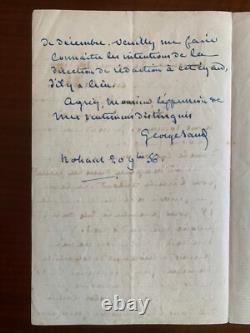 de décembre. Veuillez me faire
connaître les intentions de la
direction de rédaction à cet égard,
s'il y a lieu.
Agréez, Monsieur l'expression de
mes sentiments distingués
George Sand
Nohant 20 9bre 56